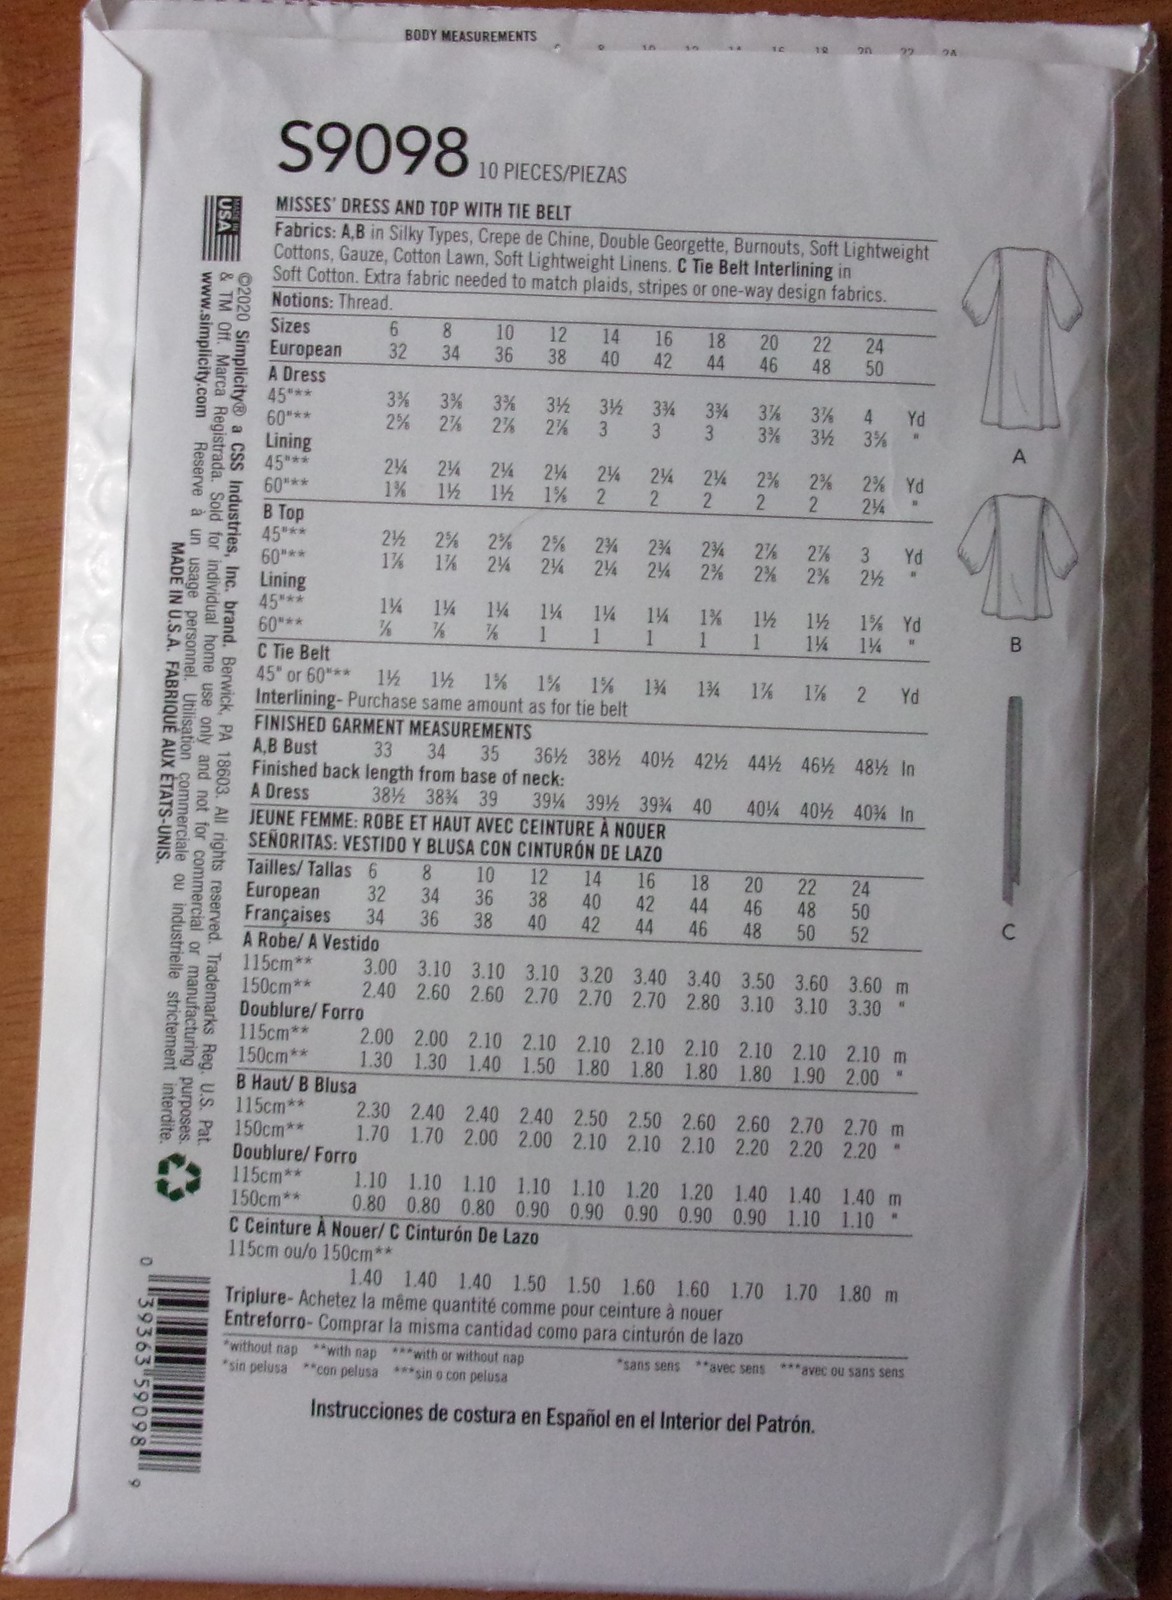 BODY MEASUREMENTS
S9098 10 PIECES/PIEZAS
MISSES' DRESS AND TOP WITH TIE BELT
Fabrics: A,B in Silky Types, Crepe de Chine, Double Georgette, Burnouts, Soft Lightweight
Cottons, Gauze, Cotton Lawn, Soft Lightweight Linens. C Tie Belt Interlining in
Soft Cotton. Extra fabric needed to match plaids, stripes or one-way design fabrics.
Notions: Thread.
Sizes 6 8 10 12 14 16 18 20 22 24
European 32 34 36 38 40 42 44 46 48 50
A Dress
45"** 3⅜ 3⅜ 3⅜ 3½ 3½ 3¾ 3¾ 3⅞ 3⅞ 4 Yd
60"** 2⅝ 2⅞ 2⅞ 2⅞ 3 3 3 3⅜ 3½ 3⅝ "
Lining
45"** 2¼ 2¼ 2¼ 2¼ 2¼ 2¼ 2¼ 2⅜ 2⅜ 2⅜ Yd
60"** 1⅜ 1½ 1½ 1⅝ 2 2 2 2 2 2¼ "
B Top
45"** 2½ 2⅝ 2⅝ 2⅝ 2¾ 2¾ 2¾ 2⅞ 2⅞ 3 Yd
60"** 1⅞ 1⅞ 2¼ 2¼ 2¼ 2¼ 2⅜ 2⅜ 2⅜ 2½ "
Lining
45"** 1¼ 1¼ 1¼ 1¼ 1¼ 1¼ 1⅜ 1½ 1½ 1⅝ Yd
60"** ⅞ ⅞ ⅞ 1 1 1 1 1 1¼ 1¼ "
C Tie Belt
45" or 60"** 1½ 1½ 1⅝ 1⅝ 1⅝ 1¾ 1¾ 1⅞ 1⅞ 2 Yd
Interlining- Purchase same amount as for tie belt
FINISHED GARMENT MEASUREMENTS
A,B Bust 33 34 35 36½ 38½ 40½ 42½ 44½ 46½ 48½ In
Finished back length from base of neck:
A Dress 38½ 38¾ 39 39¼ 39½ 39¾ 40 40¼ 40½ 40¾ In
JEUNE FEMME: ROBE ET HAUT AVEC CEINTURE À NOUER
SEÑORITAS: VESTIDO Y BLUSA CON CINTURÓN DE LAZO
Tailles/ Tallas 6 8 10 12 14 16 18 20 22 24
European 32 34 36 38 40 42 44 46 48 50
Françaises 34 36 38 40 42 44 46 48 50 52
A Robe/ A Vestido
115cm** 3.00 3.10 3.10 3.10 3.20 3.40 3.40 3.50 3.60 3.60 m
150cm** 2.40 2.60 2.60 2.70 2.70 2.70 2.80 3.10 3.10 3.30 "
Doublure/ Forro
115cm** 2.00 2.00 2.10 2.10 2.10 2.10 2.10 2.10 2.10 2.10 m
150cm** 1.30 1.30 1.40 1.50 1.80 1.80 1.80 1.80 1.90 2.00 "
B Haut/ B Blusa
115cm** 2.30 2.40 2.40 2.40 2.50 2.50 2.60 2.60 2.70 2.70 m
150cm** 1.70 1.70 2.00 2.00 2.10 2.10 2.10 2.20 2.20 2.20 "
Doublure/ Forro
115cm** 1.10 1.10 1.10 1.10 1.10 1.20 1.20 1.40 1.40 1.40 m
150cm** 0.80 0.80 0.80 0.90 0.90 0.90 0.90 0.90 1.10 1.10 "
C Ceinture À Nouer/ C Cinturón De Lazo
115cm ou/o 150cm**
1.40 1.40 1.40 1.50 1.50 1.60 1.60 1.70 1.70 1.80 m
Triplure- Achetez la même quantité comme pour ceinture à nouer
Entreforro- Comprar la misma cantidad como para cinturón de lazo
*without nap **with nap ***with or without nap *sans sens **avec sens ***avec ou sans sens
*sin pelusa **con pelusa ***sin o con pelusa
Instrucciones de costura en Español en el Interior del Patrón.
A
B
C
MADE IN
USA
©2020 Simplicity® a CSS Industries, Inc. brand. Berwick, PA 18603. All rights reserved. Trademarks Reg. U.S. Pat.
& TM Off. Marca Registrada. Sold for individual home use only and not for commercial or manufacturing purposes.
www.simplicity.com Reserve à un usage personnel. Utilisation commerciale ou industrielle strictement interdite.
MADE IN U.S.A. FABRIQUÉ AUX ÉTATS-UNIS.
0 39363 59098 9